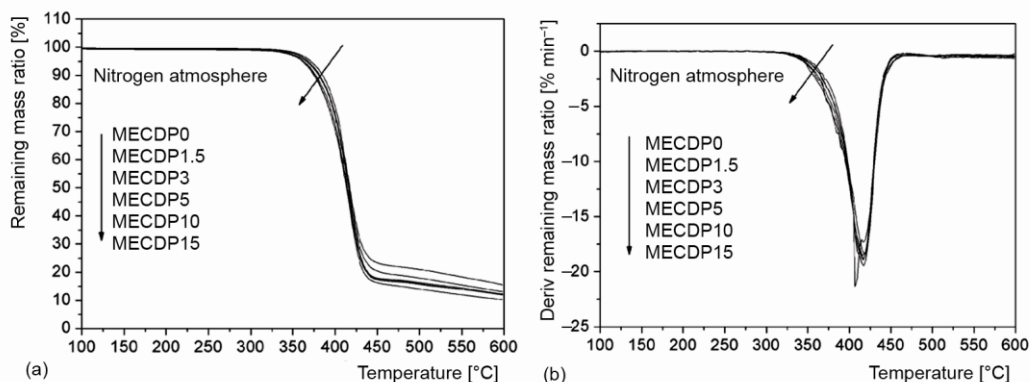 Remaining mass ratio [%]
110
100
90
80
70
60
50
40
30
20
10
0
Nitrogen atmosphere
MECDP0
MECDP1.5
MECDP3
MECDP5
MECDP10
MECDP15
100 150 200 250 300 350 400 450 500 550 600
(a) Temperature [°C]
Deriv remaining mass ratio [% min⁻¹]
0
−5
−10
−15
−20
−25
Nitrogen atmosphere
MECDP0
MECDP1.5
MECDP3
MECDP5
MECDP10
MECDP15
100 150 200 250 300 350 400 450 500 550 600
(b) Temperature [°C]